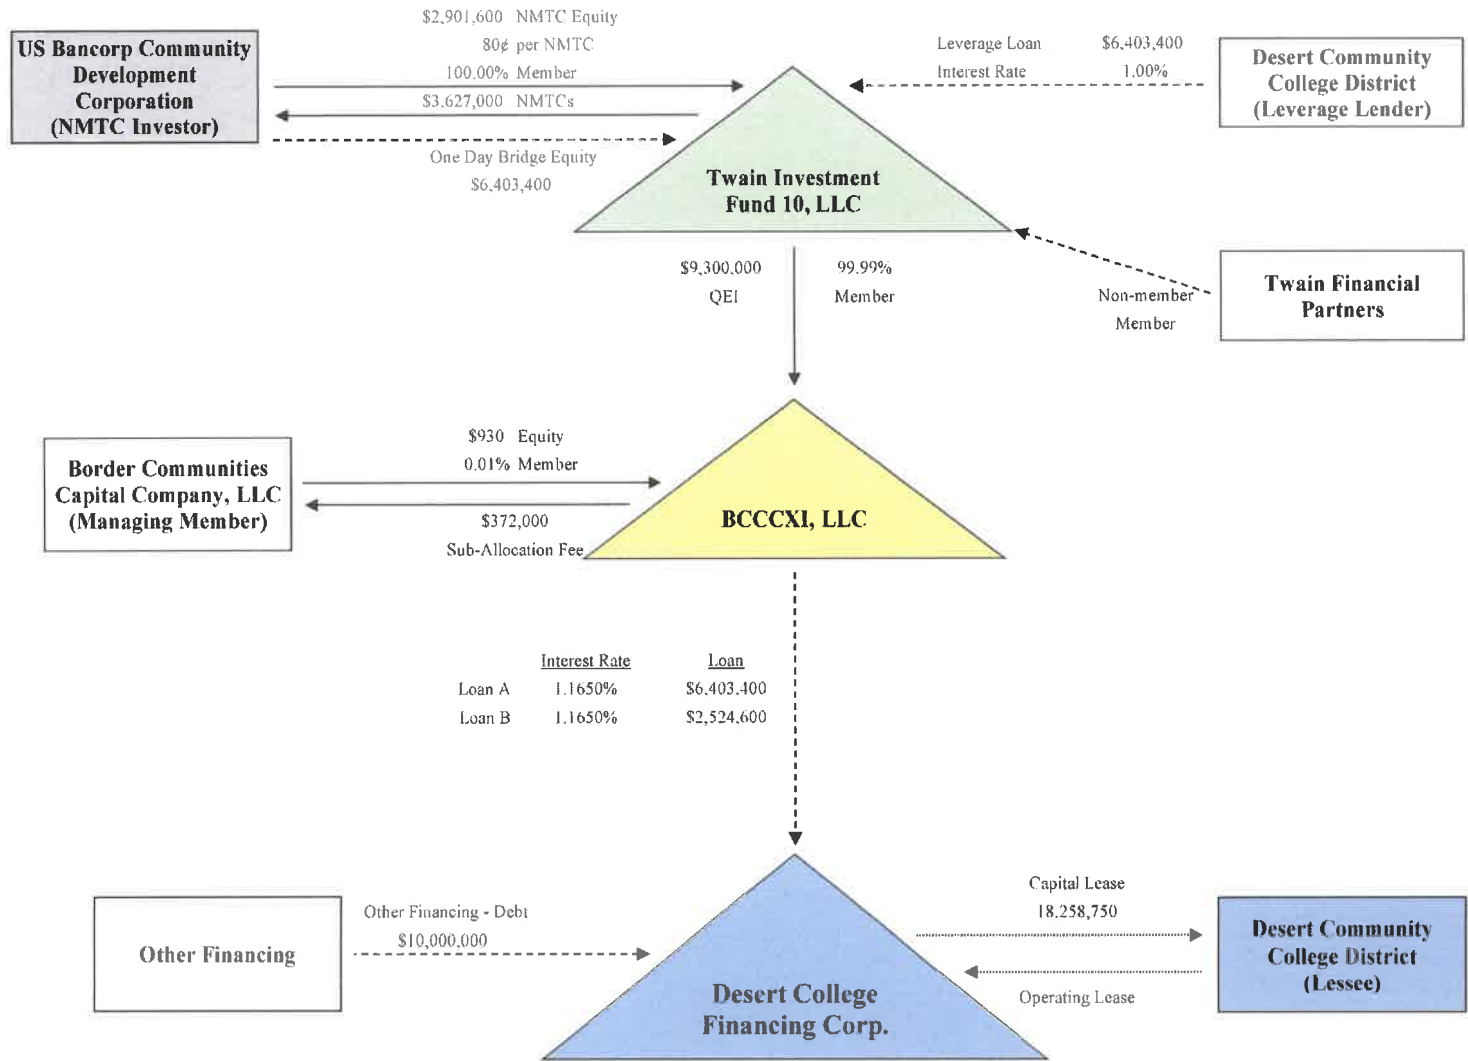 $2,901,600 NMTC Equity
80¢ per NMTC
100.00% Member
$3,627,000 NMTCs
One Day Bridge Equity
$6,403,400
US Bancorp Community
Development
Corporation
(NMTC Investor)
Leverage Loan $6,403,400
Interest Rate 1.00%
Desert Community
College District
(Leverage Lender)
Twain Investment
Fund 10, LLC
$9,300,000 99.99%
QEI Member
Non-member
Member
Twain Financial
Partners
Border Communities
Capital Company, LLC
(Managing Member)
$930 Equity
0.01% Member
$372,000
Sub-Allocation Fee
BCCCXI, LLC
Interest Rate Loan
Loan A 1.1650% $6,403,400
Loan B 1.1650% $2,524,600
Other Financing
Other Financing - Debt
$10,000,000
Desert College
Financing Corp.
Capital Lease
18,258,750
Operating Lease
Desert Community
College District
(Lessee)